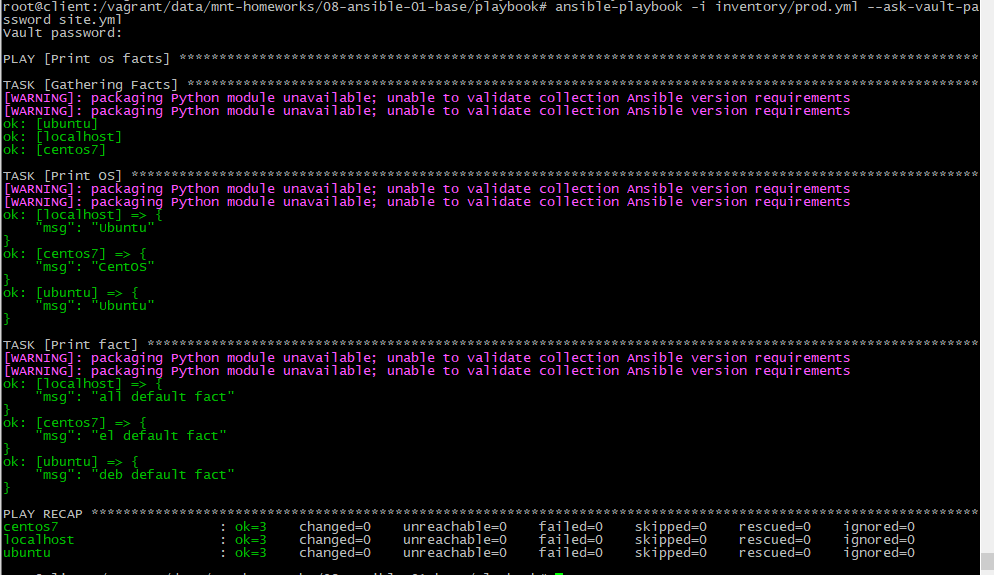 root@client:/vagrant/data/mnt-homeworks/08-ansible-01-base/playbook# ansible-playbook -i inventory/prod.yml --ask-vault-pa
ssword site.yml
Vault password:
PLAY [Print os facts] ****************************************************************************************************
TASK [Gathering Facts] ***************************************************************************************************
[WARNING]: packaging Python module unavailable; unable to validate collection Ansible version requirements
[WARNING]: packaging Python module unavailable; unable to validate collection Ansible version requirements
ok: [ubuntu]
ok: [localhost]
ok: [centos7]
TASK [Print OS] **********************************************************************************************************
[WARNING]: packaging Python module unavailable; unable to validate collection Ansible version requirements
[WARNING]: packaging Python module unavailable; unable to validate collection Ansible version requirements
ok: [localhost] => {
    "msg": "Ubuntu"
}
ok: [centos7] => {
    "msg": "CentOS"
}
ok: [ubuntu] => {
    "msg": "Ubuntu"
}
TASK [Print fact] ********************************************************************************************************
[WARNING]: packaging Python module unavailable; unable to validate collection Ansible version requirements
[WARNING]: packaging Python module unavailable; unable to validate collection Ansible version requirements
ok: [localhost] => {
    "msg": "all default fact"
}
ok: [centos7] => {
    "msg": "el default fact"
}
ok: [ubuntu] => {
    "msg": "deb default fact"
}
PLAY RECAP ***************************************************************************************************************
centos7                    : ok=3    changed=0    unreachable=0    failed=0    skipped=0    rescued=0    ignored=0
localhost                  : ok=3    changed=0    unreachable=0    failed=0    skipped=0    rescued=0    ignored=0
ubuntu                     : ok=3    changed=0    unreachable=0    failed=0    skipped=0    rescued=0    ignored=0